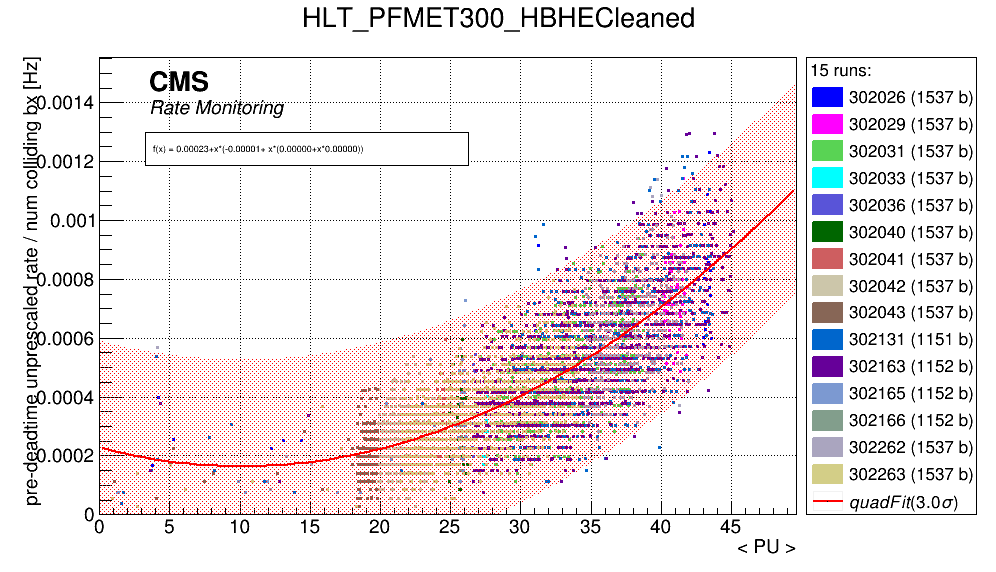 HLT_PFMET300_HBHECleaned
pre-deadtime unprescaled rate / num colliding bx [Hz]
CMS
Rate Monitoring
f(x) = 0.00023+x*(-0.00001+ x*(0.00000+x*0.00000))
0.0014
0.0012
0.001
0.0008
0.0006
0.0004
0.0002
0
0 5 10 15 20 25 30 35 40 45
< PU >
15 runs:
302026 (1537 b)
302029 (1537 b)
302031 (1537 b)
302033 (1537 b)
302036 (1537 b)
302040 (1537 b)
302041 (1537 b)
302042 (1537 b)
302043 (1537 b)
302131 (1151 b)
302163 (1152 b)
302165 (1152 b)
302166 (1152 b)
302262 (1537 b)
302263 (1537 b)
quadFit(3.0σ)